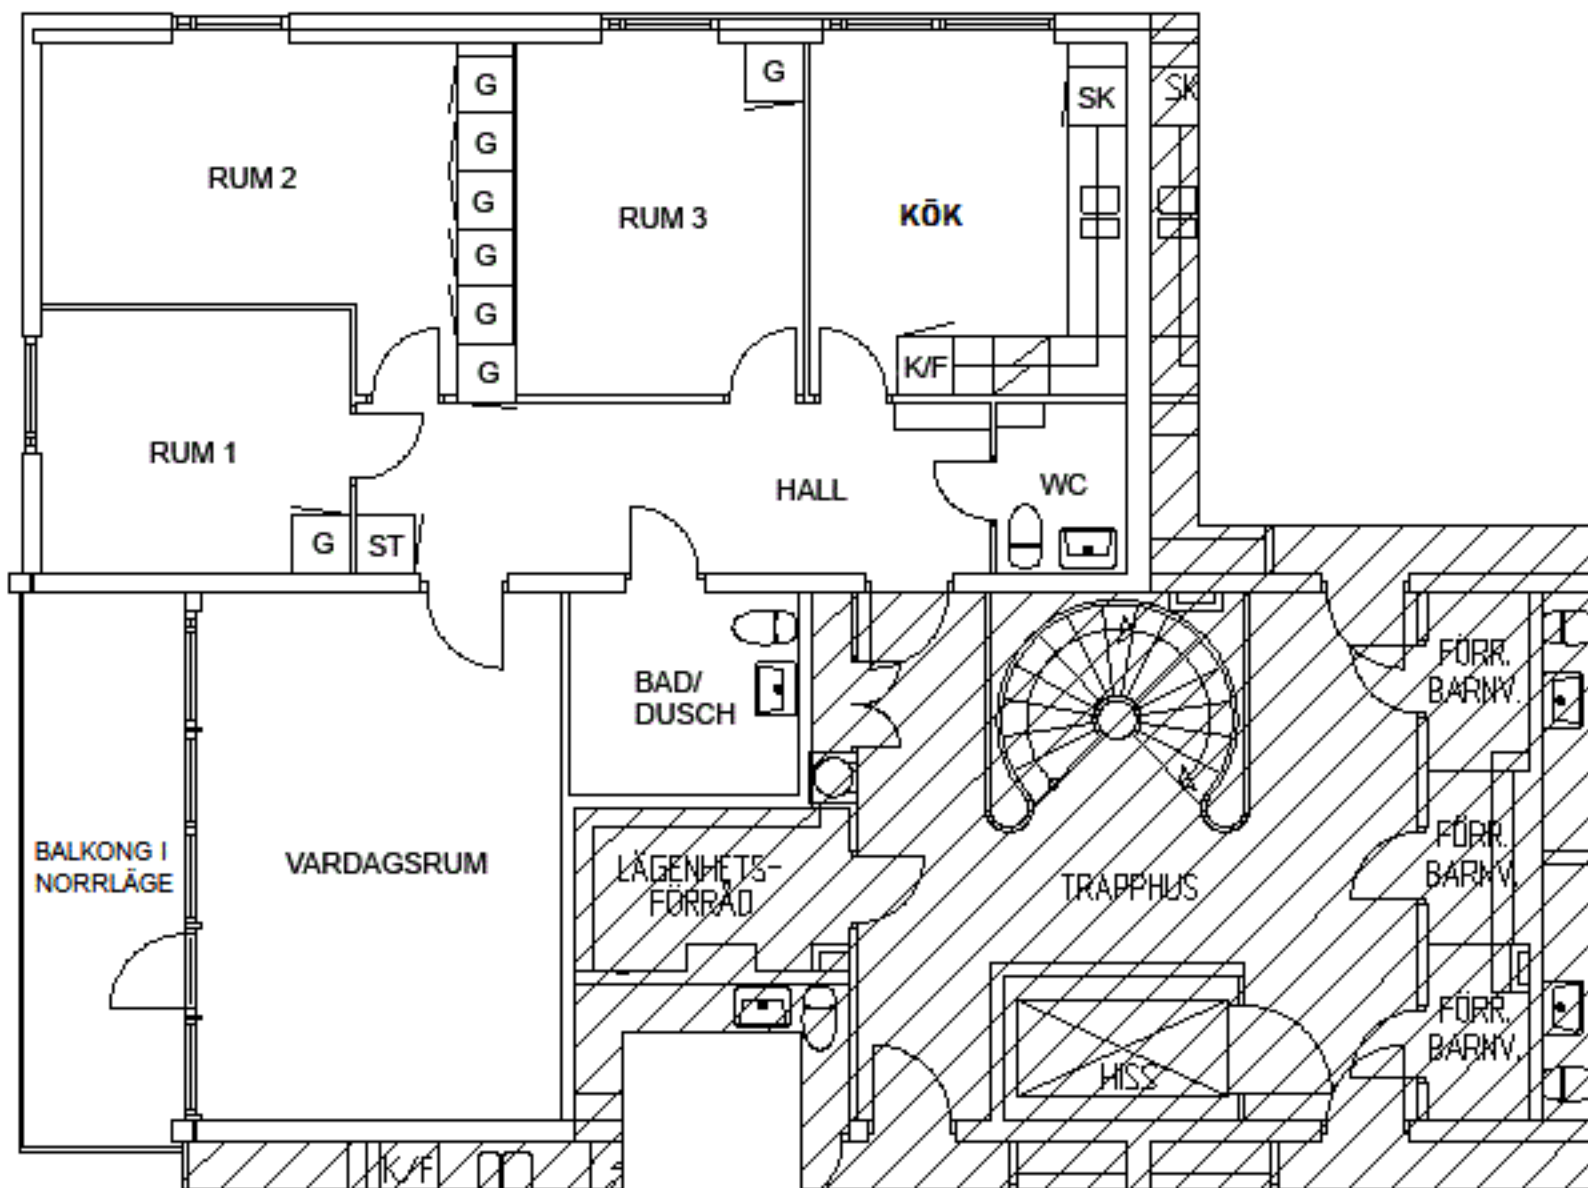 G
G
SK
SK
G
RUM 2
G
RUM 3
KÖK
G
G
K/F
G
RUM 1
HALL
WC
G
ST
FÖRR.
BARNV.
BAD/
DUSCH
BALKONG I
NORRLÄGE
VARDAGSRUM
LÄGENHETS-
FÖRRÅD
TRAPPHUS
FÖRR.
BARNV.
FÖRR.
BARNV.
HISS
K/F